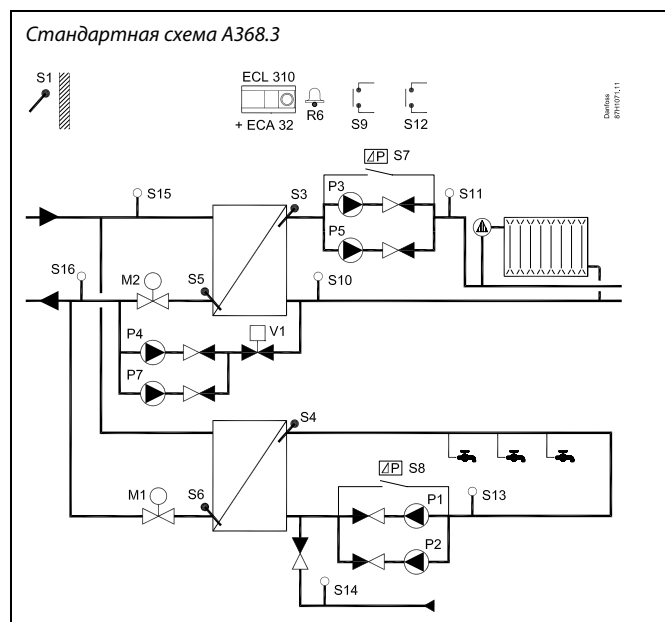 Стандартная схема A368.3
S1
ECL 310
+ ECA 32
R6
S9
S12
Danfoss
87H1071.11
S7
P
S15
S3
P3
S11
P5
S16
M2
S5
S10
P4
V1
P7
S4
P
S8
M1
S6
P1
S13
P2
S14